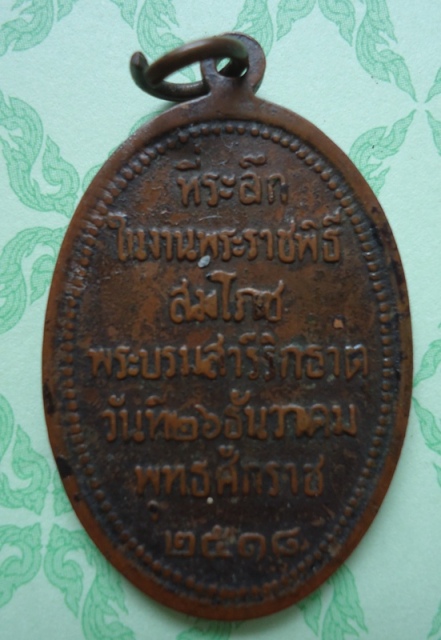 ที่ระลึก
ในงานพระราชพิธี
สมโภช
พระบรมสารีริกธาตุ
วันที่๒๖ธันวาคม
พุทธศักราช
๒๕๑๘